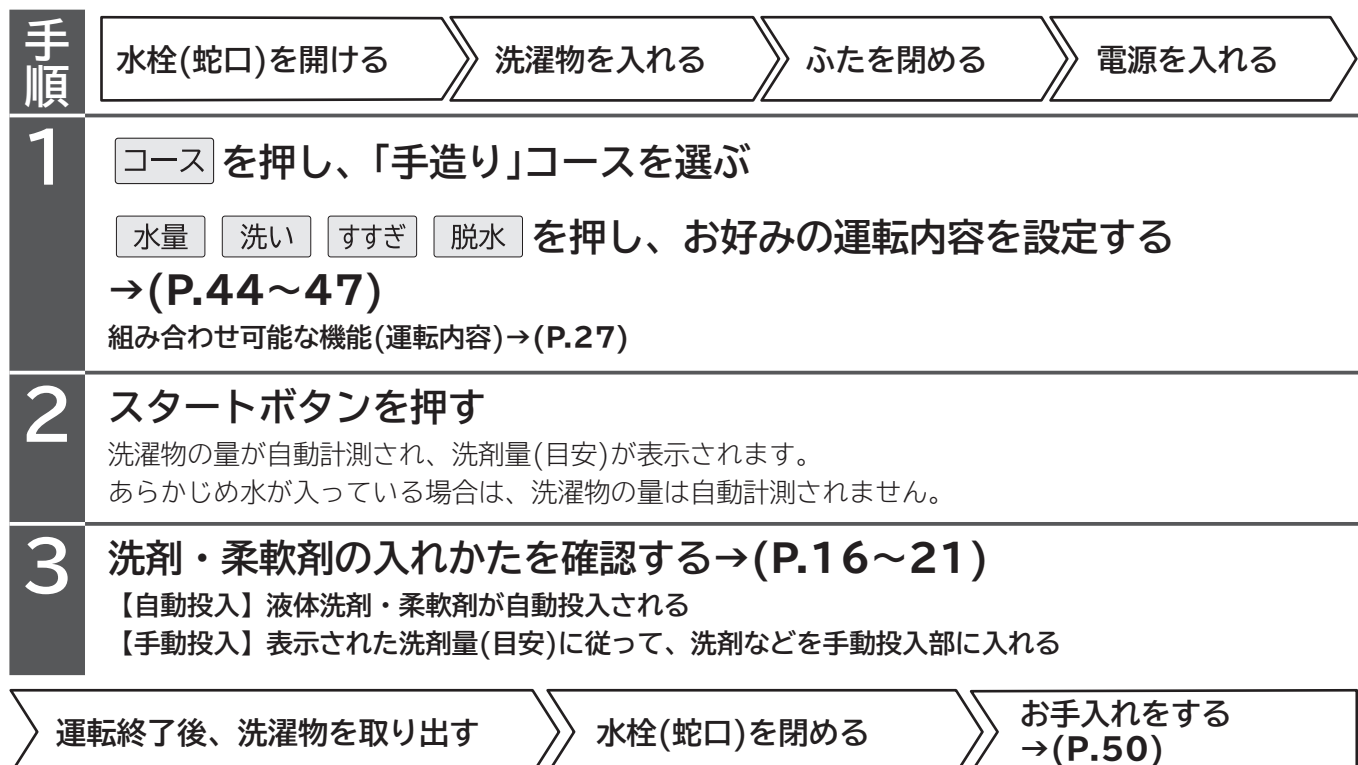 手順
水栓(蛇口)を開ける
洗濯物を入れる
ふたを閉める
電源を入れる
1
コース を押し、「手造り」コースを選ぶ
水量 洗い すすぎ 脱水 を押し、お好みの運転内容を設定する
→(P.44～47)
組み合わせ可能な機能(運転内容)→(P.27)
2
スタートボタンを押す
洗濯物の量が自動計測され、洗剤量(目安)が表示されます。
あらかじめ水が入っている場合は、洗濯物の量は自動計測されません。
3
洗剤・柔軟剤の入れかたを確認する→(P.16～21)
【自動投入】液体洗剤・柔軟剤が自動投入される
【手動投入】表示された洗剤量(目安)に従って、洗剤などを手動投入部に入れる
運転終了後、洗濯物を取り出す
水栓(蛇口)を閉める
お手入れをする
→(P.50)